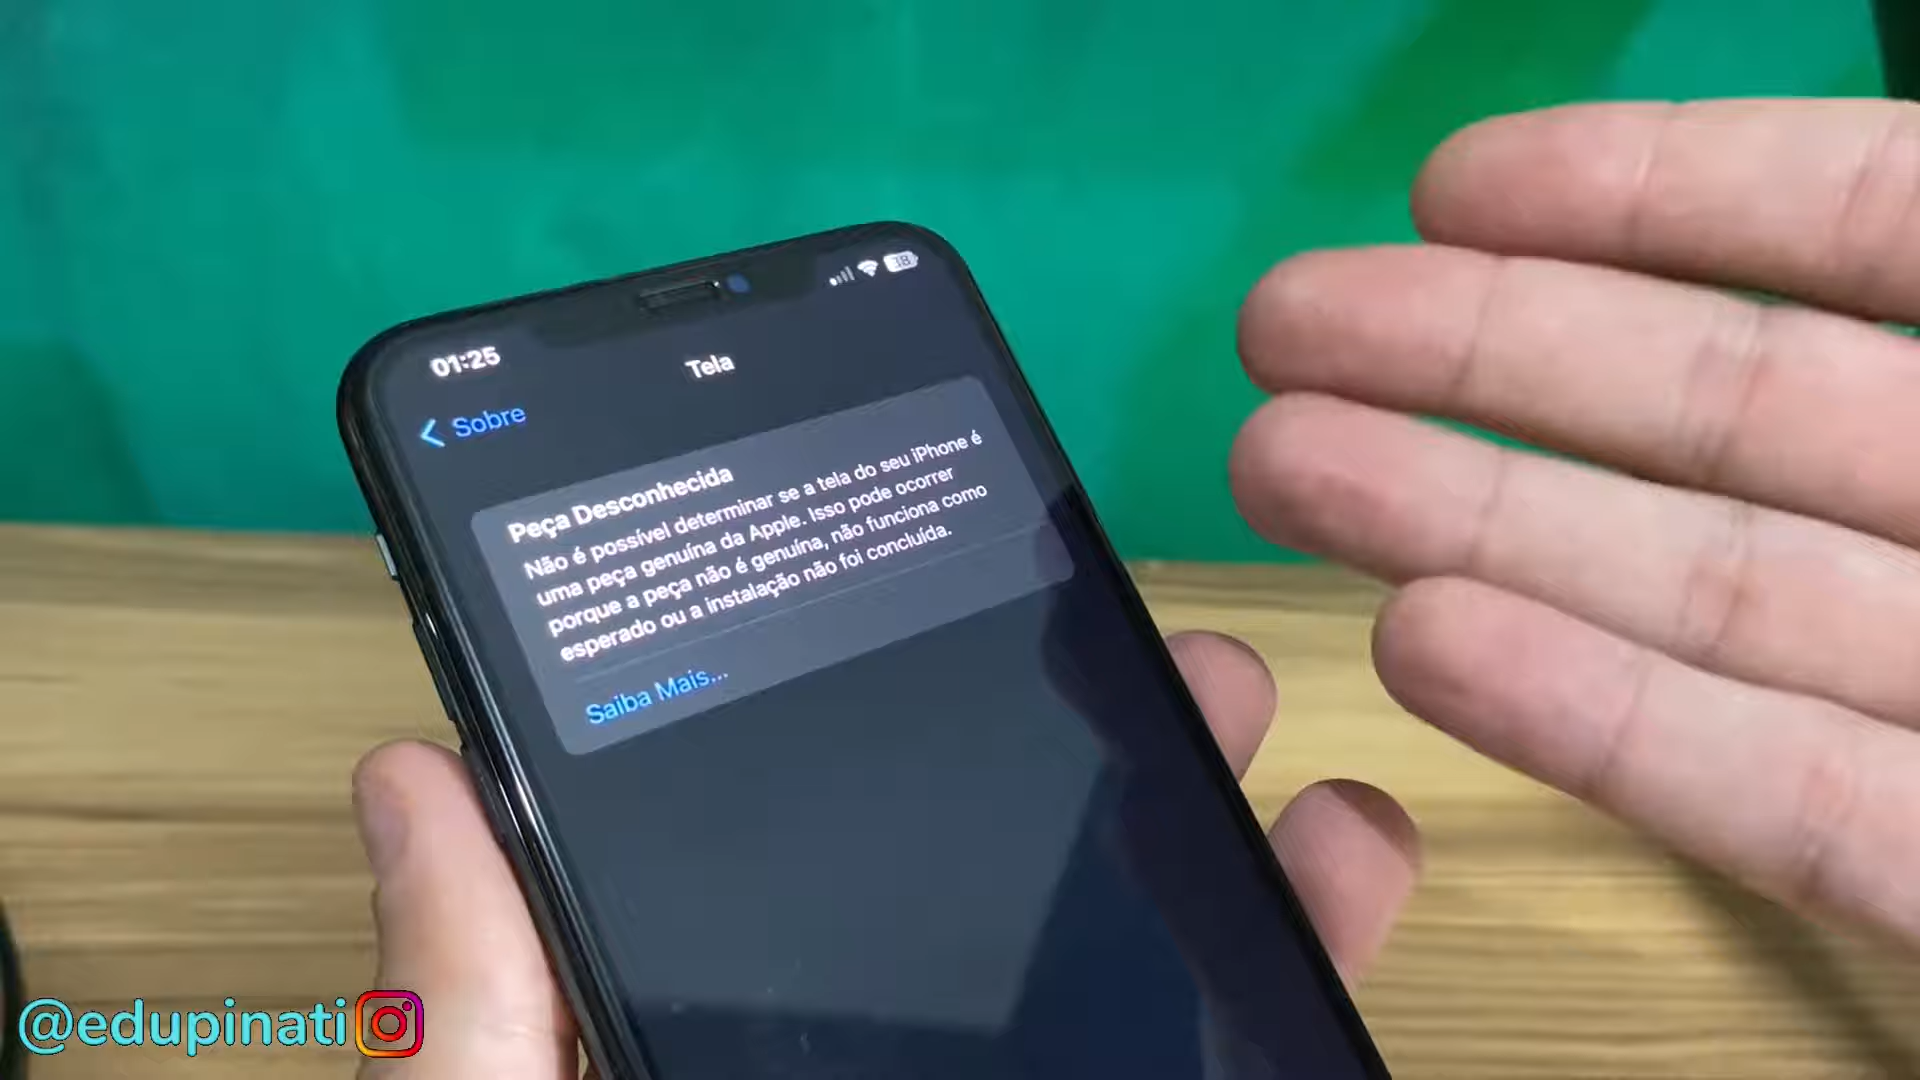 01:25
38
Tela
Sobre
Peça Desconhecida
Não é possível determinar se a tela do seu iPhone é
uma peça genuína da Apple. Isso pode ocorrer
porque a peça não é genuína, não funciona como
esperado ou a instalação não foi concluída.
Saiba Mais...
@edupinati